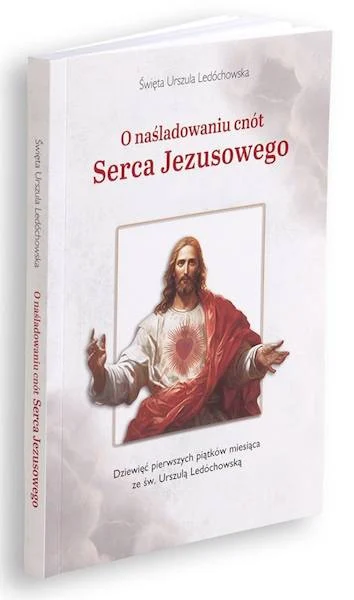 Święta Urszula Ledóchowska
O naśladowaniu cnót
Serca Jezusowego
Dziewięć pierwszych piątków miesiąca
ze św. Urszulą Ledóchowską
Święta Urszula Ledóchowska
O naśladowaniu cnót Serca Jezusowego